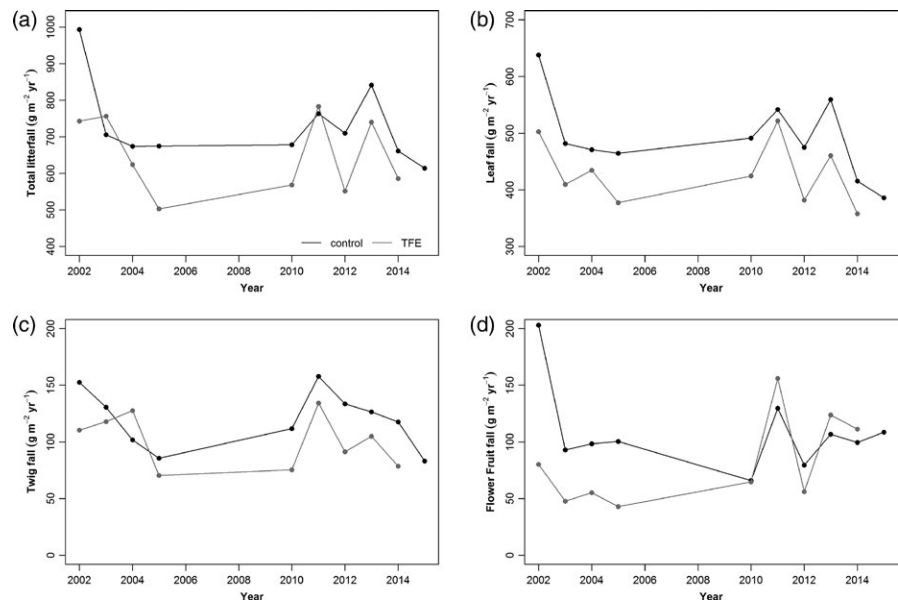 (a)
1000
900
800
700
600
500
400
Total litterfall (g m⁻² yr⁻¹)
control TFE
2002 2004 2006 2008 2010 2012 2014
Year
(b)
700
600
500
400
300
Leaf fall (g m⁻² yr⁻¹)
2002 2004 2006 2008 2010 2012 2014
Year
(c)
200
150
100
50
0
Twig fall (g m⁻² yr⁻¹)
2002 2004 2006 2008 2010 2012 2014
Year
(d)
200
150
100
50
0
Flower Fruit fall (g m⁻² yr⁻¹)
2002 2004 2006 2008 2010 2012 2014
Year